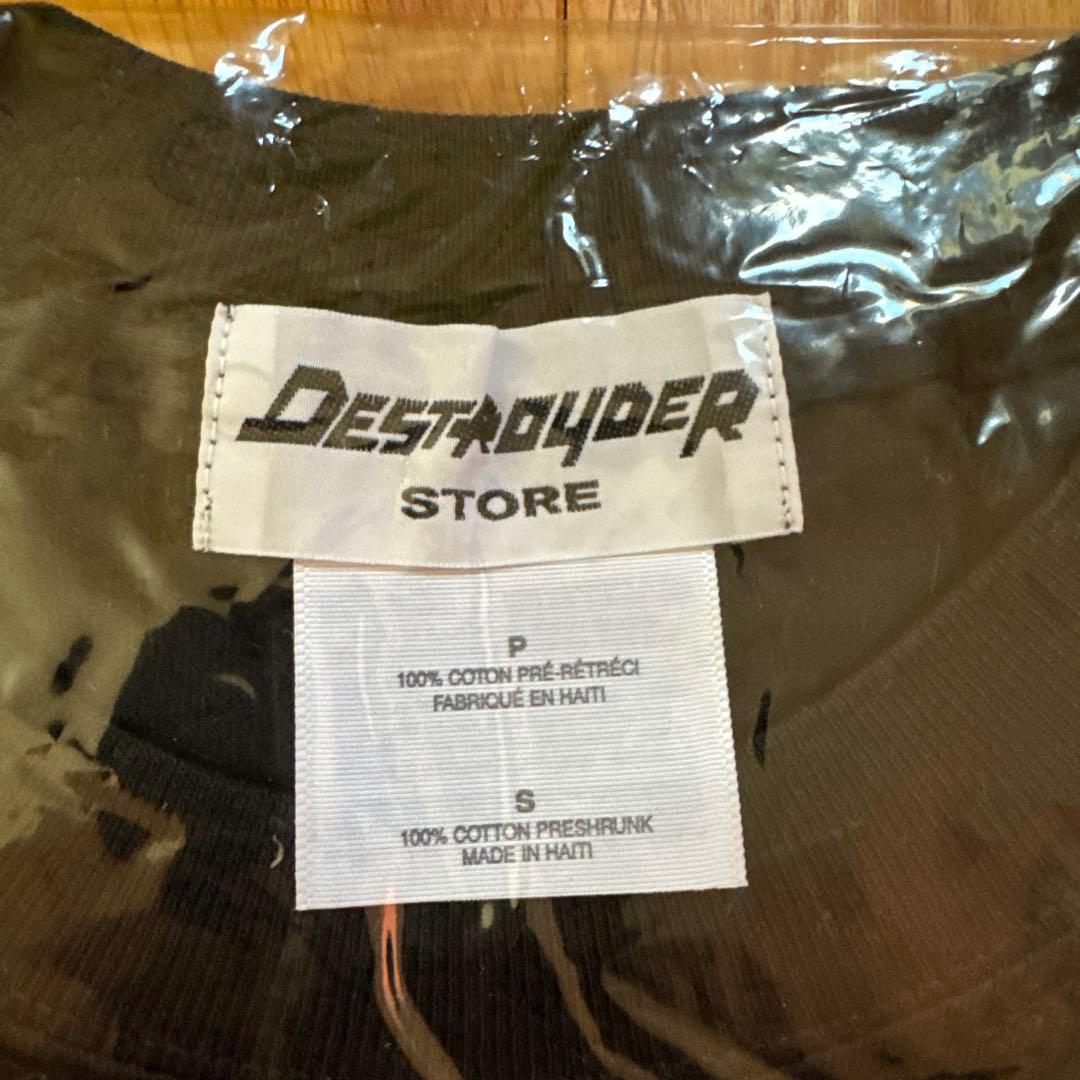 DESTROYDER
STORE
P
100% COTON PRÉ-RÉTRÉCI
FABRIQUÉ EN HAITI
S
100% COTTON PRESHRUNK
MADE IN HAITI